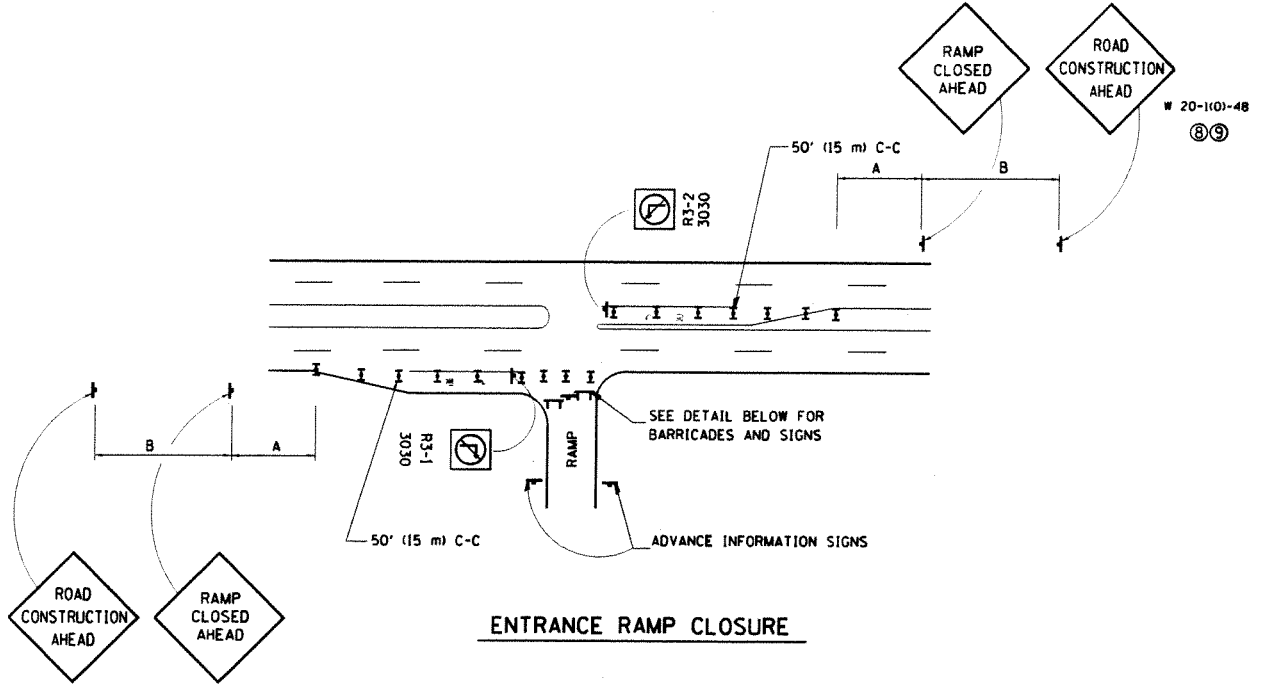 RAMP
CLOSED
AHEAD
ROAD
CONSTRUCTION
AHEAD
W 20-1(O)-48
⑧⑨
50' (15 m) C-C
A
B
R3-2
3030
SEE DETAIL BELOW FOR
BARRICADES AND SIGNS
RAMP
B
A
R3-1
3030
50' (15 m) C-C
ADVANCE INFORMATION SIGNS
ROAD
CONSTRUCTION
AHEAD
RAMP
CLOSED
AHEAD
ENTRANCE RAMP CLOSURE